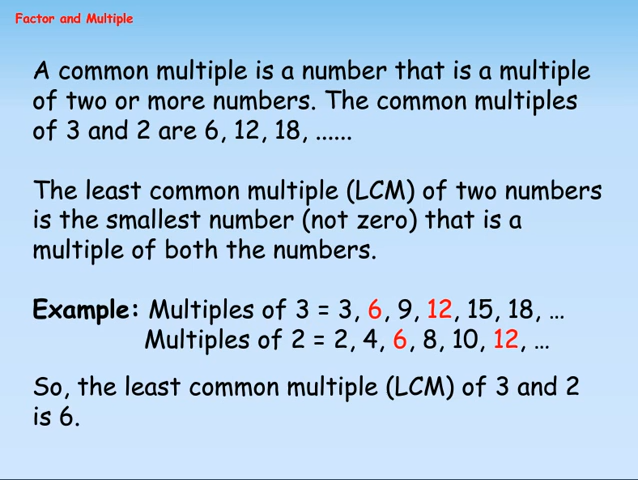 Factor and Multiple
A common multiple is a number that is a multiple
of two or more numbers. The common multiples
of 3 and 2 are 6, 12, 18, ......
The least common multiple (LCM) of two numbers
is the smallest number (not zero) that is a
multiple of both the numbers.
Example: Multiples of 3 = 3, 6, 9, 12, 15, 18, ...
Multiples of 2 = 2, 4, 6, 8, 10, 12, ...
So, the least common multiple (LCM) of 3 and 2
is 6.